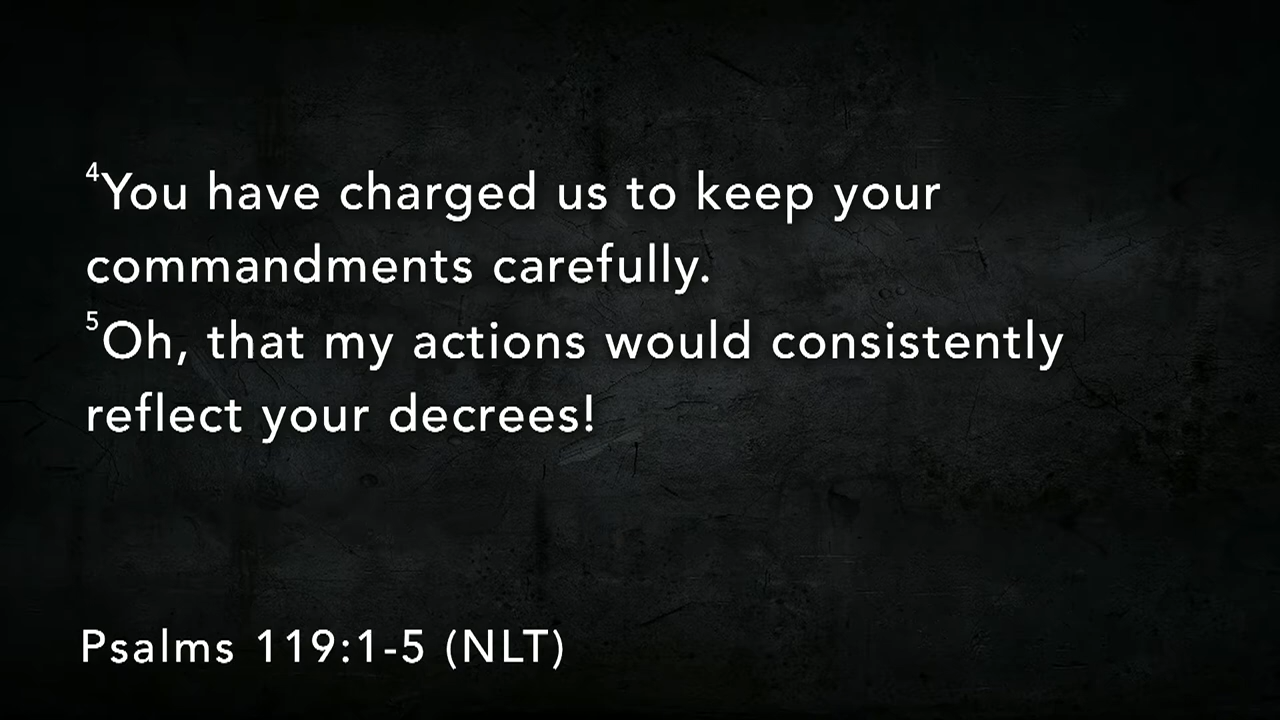 ⁴You have charged us to keep your
commandments carefully.
⁵Oh, that my actions would consistently
reflect your decrees!
Psalms 119:1-5 (NLT)